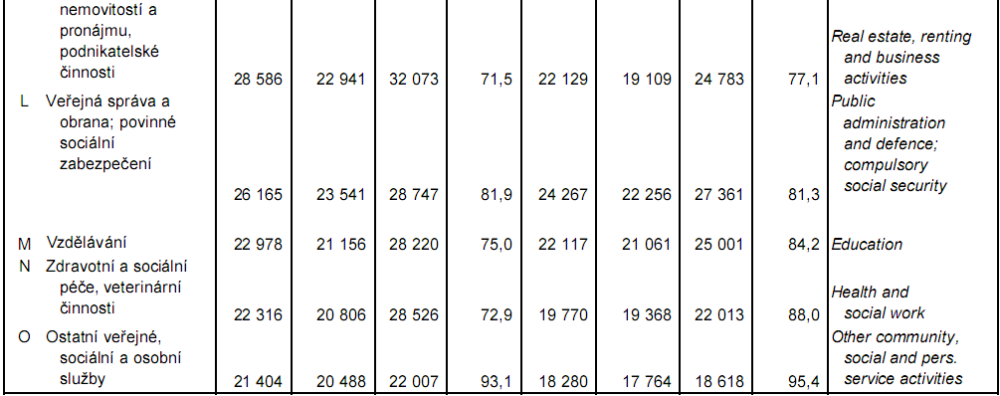 nemovitostí a
pronájmu,
podnikatelské
činnosti 28 586 22 941 32 073 71,5 22 129 19 109 24 783 77,1 Real estate, renting
and business
activities
L Veřejná správa a
obrana; povinné
sociální
zabezpečení 26 165 23 541 28 747 81,9 24 267 22 256 27 361 81,3 Public
administration
and defence;
compulsory
social security
M Vzdělávání 22 978 21 156 28 220 75,0 22 117 21 061 25 001 84,2 Education
N Zdravotní a sociální
péče, veterinární
činnosti 22 316 20 806 28 526 72,9 19 770 19 368 22 013 88,0 Health and
social work
O Ostatní veřejné,
sociální a osobní
služby 21 404 20 488 22 007 93,1 18 280 17 764 18 618 95,4 Other community,
social and pers.
service activities